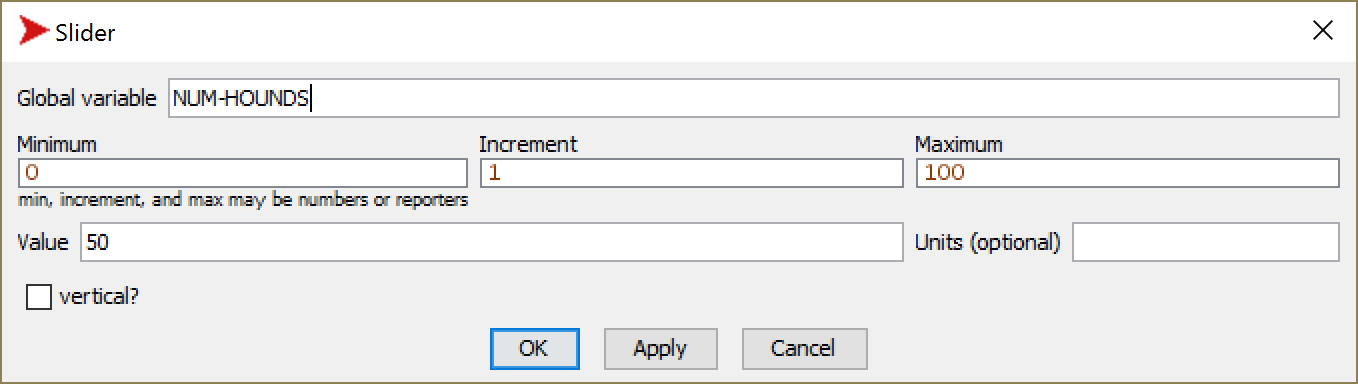 Slider
Global variable NUM-HOUNDS
Minimum Increment Maximum
0 1 100
min, increment, and max may be numbers or reporters
Value 50 Units (optional)
vertical?
OK Apply Cancel